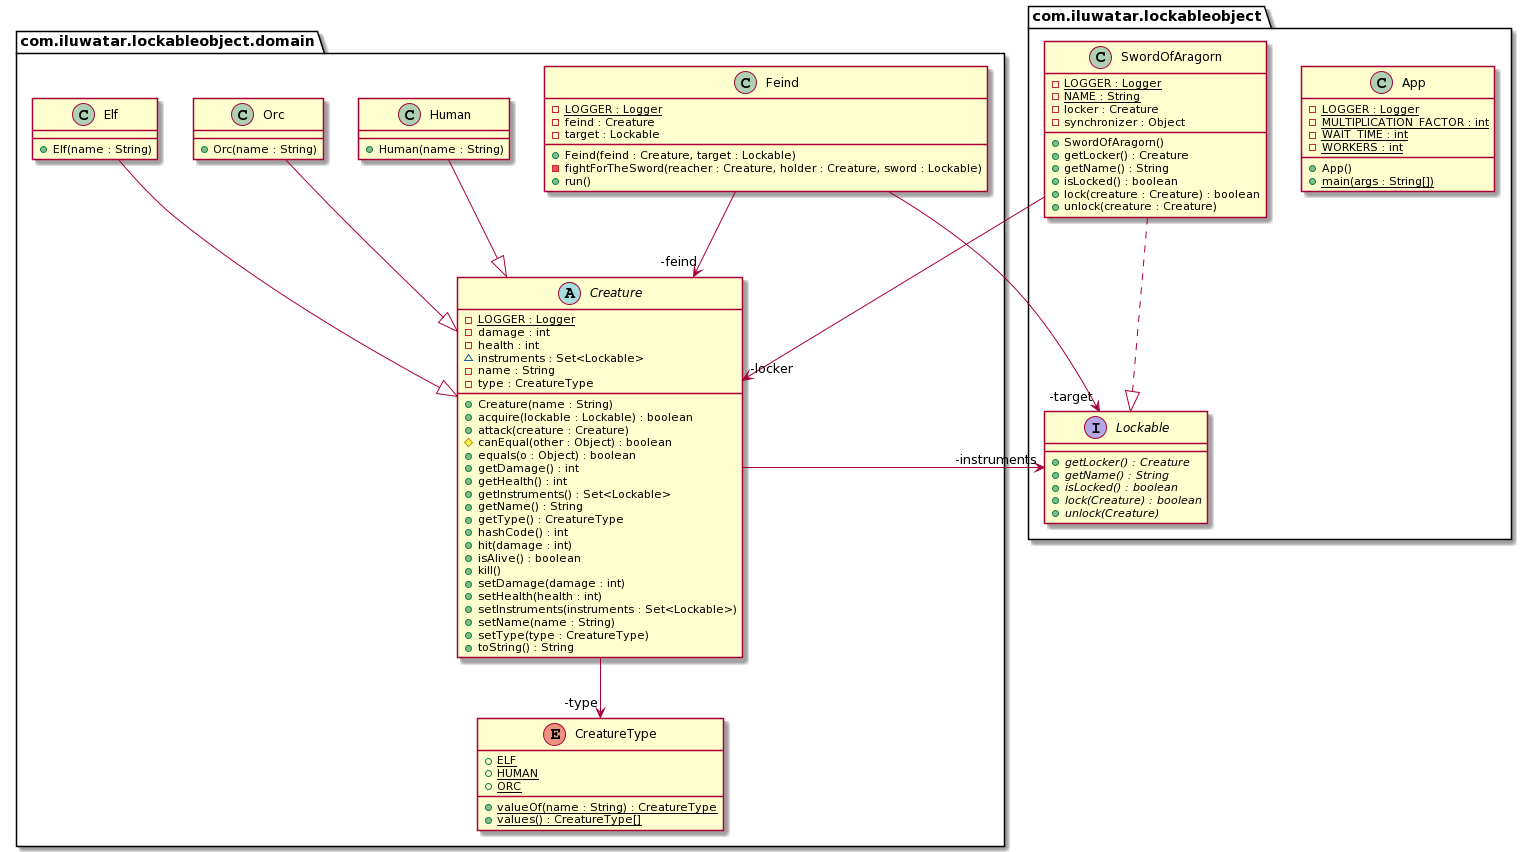 com.iluwatar.lockableobject.domain
C Elf
Elf(name : String)
C Orc
Orc(name : String)
C Human
Human(name : String)
C Feind
LOGGER : Logger
feind : Creature
target : Lockable
Feind(feind : Creature, target : Lockable)
fightForTheSword(reacher : Creature, holder : Creature, sword : Lockable)
run()
com.iluwatar.lockableobject
C SwordOfAragorn
LOGGER : Logger
NAME : String
locker : Creature
synchronizer : Object
SwordOfAragorn()
getLocker() : Creature
getName() : String
isLocked() : boolean
lock(creature : Creature) : boolean
unlock(creature : Creature)
C App
LOGGER : Logger
MULTIPLICATION_FACTOR : int
WAIT_TIME : int
WORKERS : int
App()
main(args : String[])
-feind
-locker
-target
-instruments
A Creature
LOGGER : Logger
damage : int
health : int
instruments : Set<Lockable>
name : String
type : CreatureType
Creature(name : String)
acquire(lockable : Lockable) : boolean
attack(creature : Creature)
canEqual(other : Object) : boolean
equals(o : Object) : boolean
getDamage() : int
getHealth() : int
getInstruments() : Set<Lockable>
getName() : String
getType() : CreatureType
hashCode() : int
hit(damage : int)
isAlive() : boolean
kill()
setDamage(damage : int)
setHealth(health : int)
setInstruments(instruments : Set<Lockable>)
setName(name : String)
setType(type : CreatureType)
toString() : String
I Lockable
getLocker() : Creature
getName() : String
isLocked() : boolean
lock(Creature) : boolean
unlock(Creature)
-type
E CreatureType
ELF
HUMAN
ORC
valueOf(name : String) : CreatureType
values() : CreatureType[]